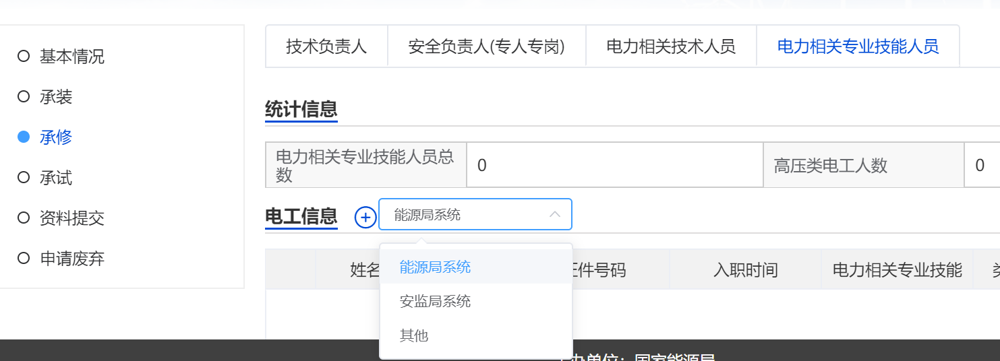 基本情况
承装
承修
承试
资料提交
申请废弃
技术负责人
安全负责人(专人专岗)
电力相关技术人员
电力相关专业技能人员
统计信息
电力相关专业技能人员总
数
0
高压类电工人数
0
电工信息
能源局系统
能源局系统
安监局系统
其他
姓名
证件号码
入职时间
电力相关专业技能
办单位：国家能源局